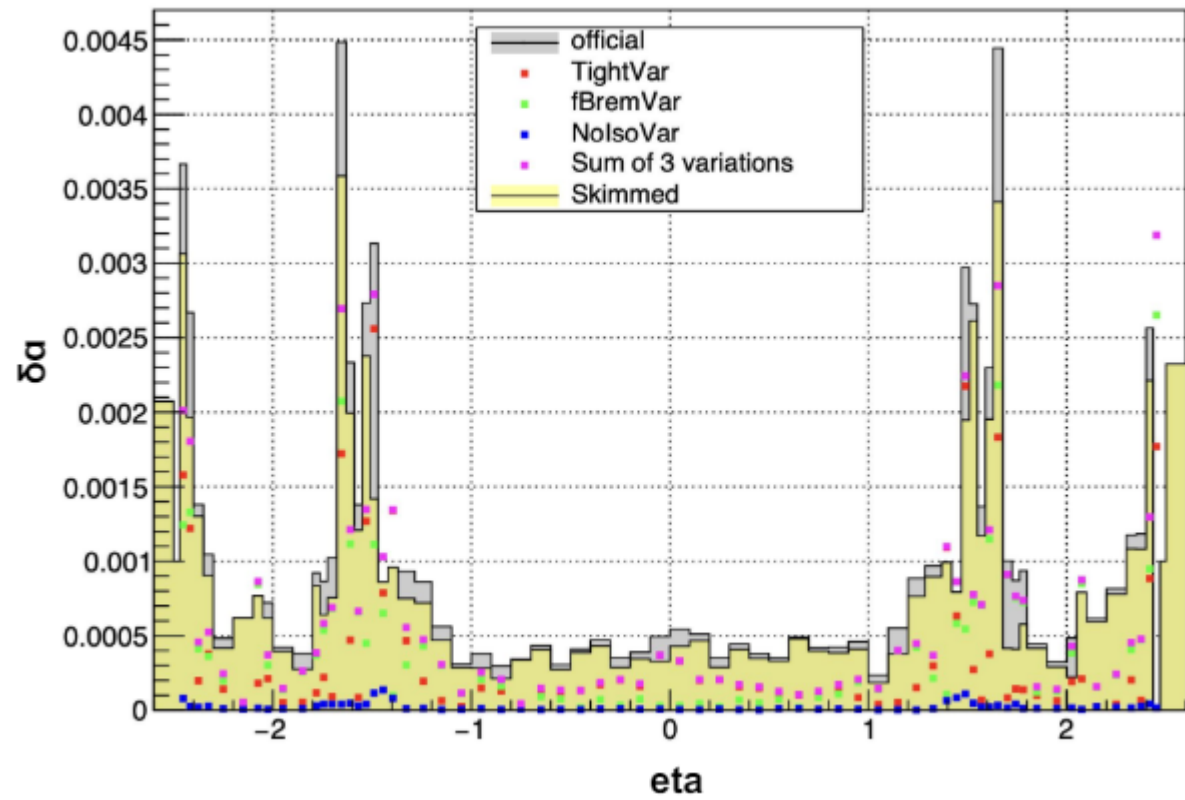 0.0045
0.004
0.0035
0.003
0.0025
0.002
0.0015
0.001
0.0005
0
δα
official
TightVar
fBremVar
NoIsoVar
Sum of 3 variations
Skimmed
−2
−1
0
1
2
eta